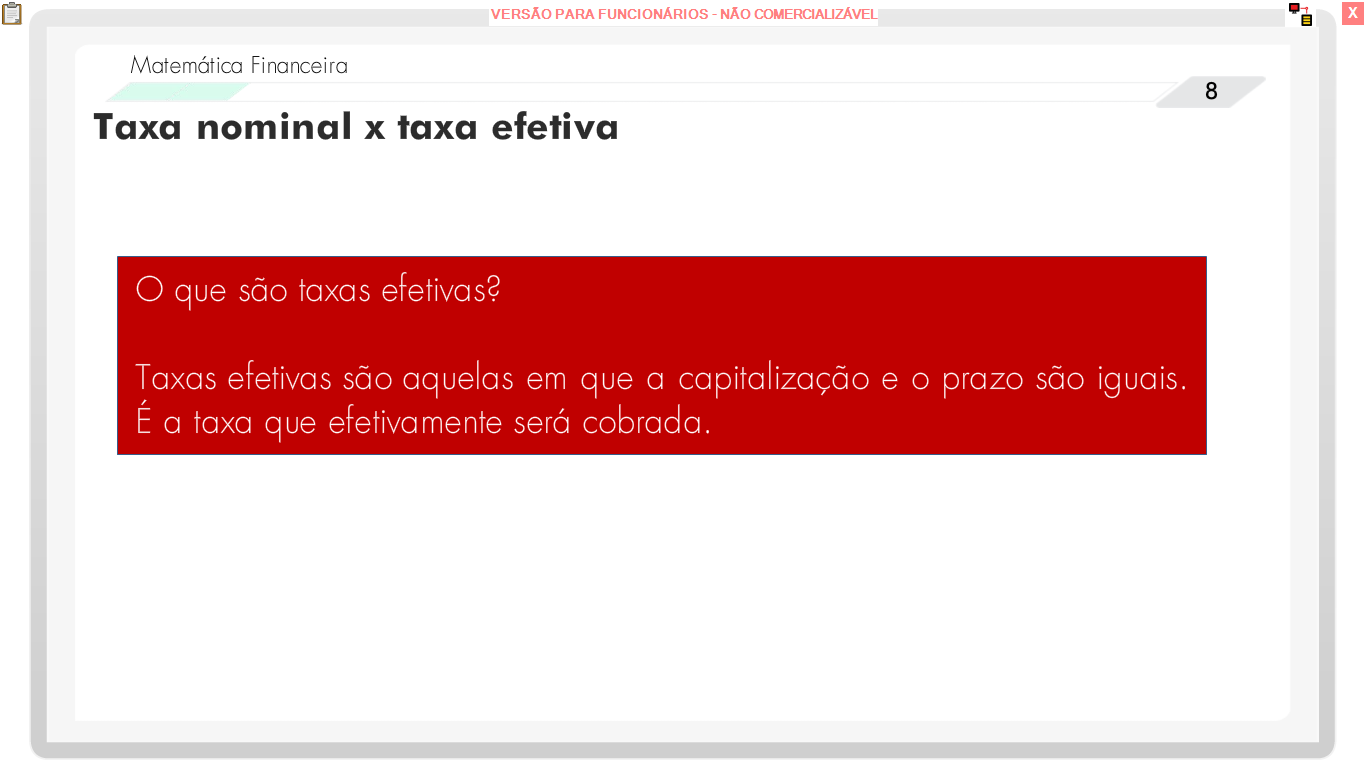 VERSÃO PARA FUNCIONÁRIOS - NÃO COMERCIALIZÁVEL
X
Matemática Financeira
8
Taxa nominal x taxa efetiva
O que são taxas efetivas?
Taxas efetivas são aquelas em que a capitalização e o prazo são iguais.
É a taxa que efetivamente será cobrada.